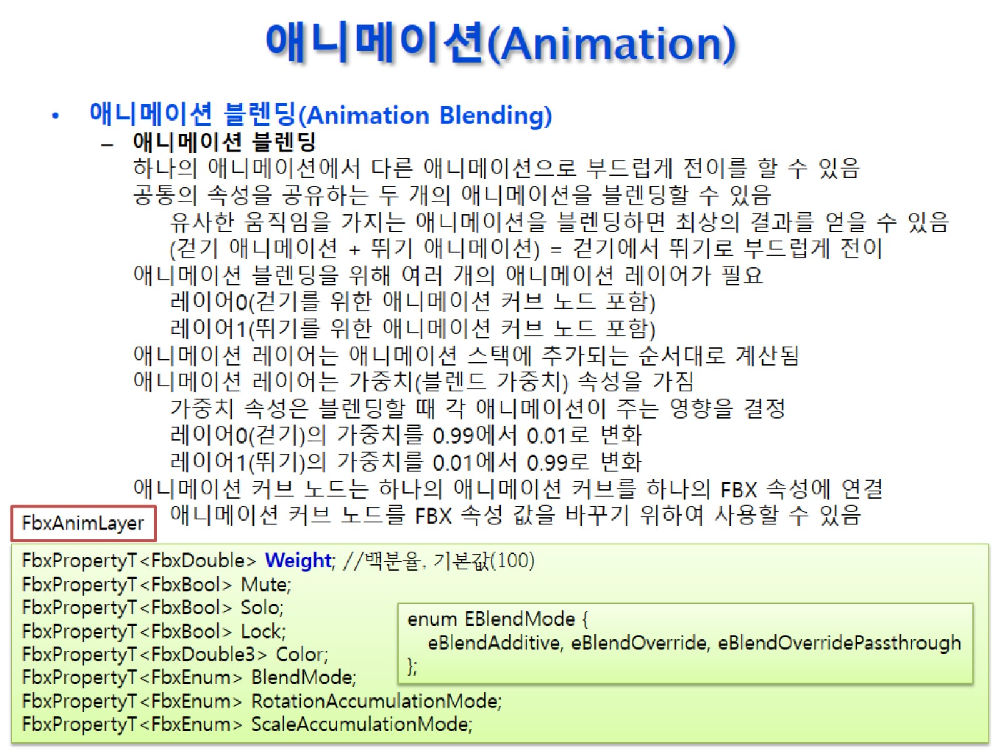 애니메이션(Animation)
• 애니메이션 블렌딩(Animation Blending)
– 애니메이션 블렌딩
하나의 애니메이션에서 다른 애니메이션으로 부드럽게 전이를 할 수 있음
공통의 속성을 공유하는 두 개의 애니메이션을 블렌딩할 수 있음
유사한 움직임을 가지는 애니메이션을 블렌딩하면 최상의 결과를 얻을 수 있음
(걷기 애니메이션 + 뛰기 애니메이션) = 걷기에서 뛰기로 부드럽게 전이
애니메이션 블렌딩을 위해 여러 개의 애니메이션 레이어가 필요
레이어0(걷기를 위한 애니메이션 커브 노드 포함)
레이어1(뛰기를 위한 애니메이션 커브 노드 포함)
애니메이션 레이어는 애니메이션 스택에 추가되는 순서대로 계산됨
애니메이션 레이어는 가중치(블렌드 가중치) 속성을 가짐
가중치 속성은 블렌딩할 때 각 애니메이션이 주는 영향을 결정
레이어0(걷기)의 가중치를 0.99에서 0.01로 변화
레이어1(뛰기)의 가중치를 0.01에서 0.99로 변화
애니메이션 커브 노드는 하나의 애니메이션 커브를 하나의 FBX 속성에 연결
애니메이션 커브 노드를 FBX 속성 값을 바꾸기 위하여 사용할 수 있음
FbxAnimLayer
FbxPropertyT<FbxDouble> Weight; //백분율, 기본값(100)
FbxPropertyT<FbxBool> Mute;
FbxPropertyT<FbxBool> Solo;
FbxPropertyT<FbxBool> Lock;
FbxPropertyT<FbxDouble3> Color;
FbxPropertyT<FbxEnum> BlendMode;
FbxPropertyT<FbxEnum> RotationAccumulationMode;
FbxPropertyT<FbxEnum> ScaleAccumulationMode;
enum EBlendMode {
eBlendAdditive, eBlendOverride, eBlendOverridePassthrough
};